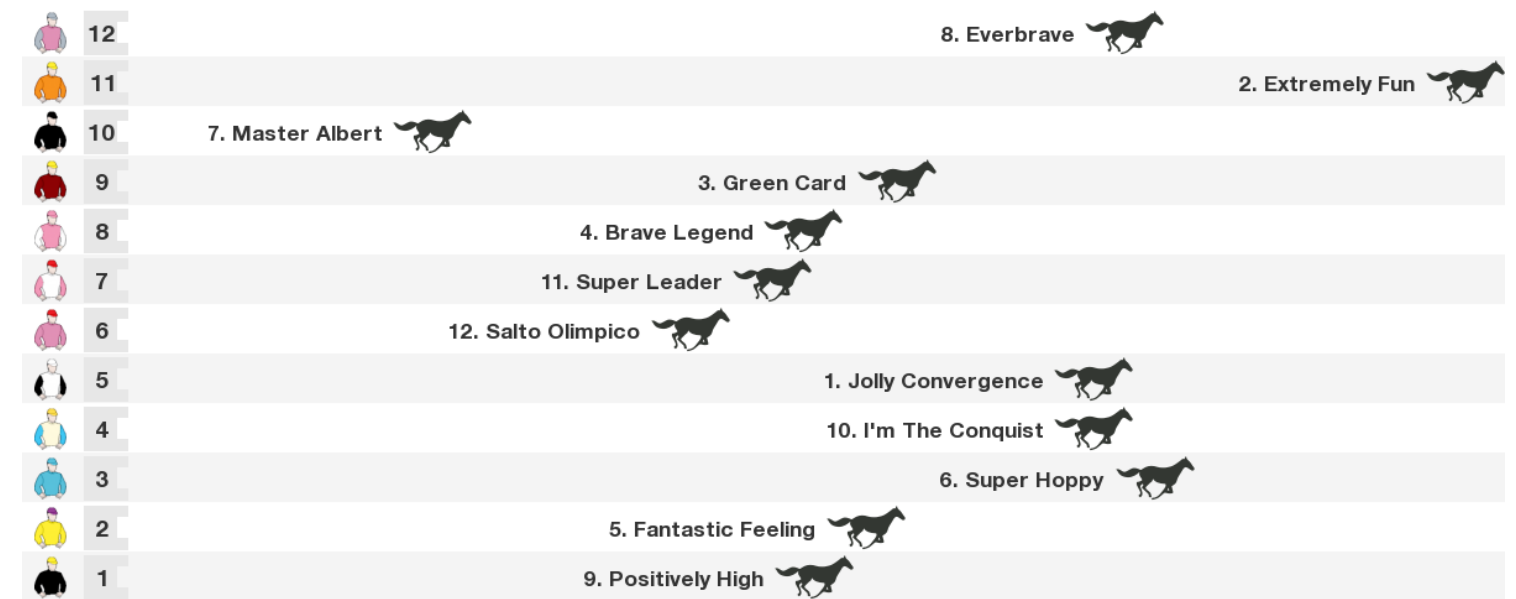 12 8. Everbrave
11 2. Extremely Fun
10 7. Master Albert
9 3. Green Card
8 4. Brave Legend
7 11. Super Leader
6 12. Salto Olimpico
5 1. Jolly Convergence
4 10. I'm The Conquist
3 6. Super Hoppy
2 5. Fantastic Feeling
1 9. Positively High